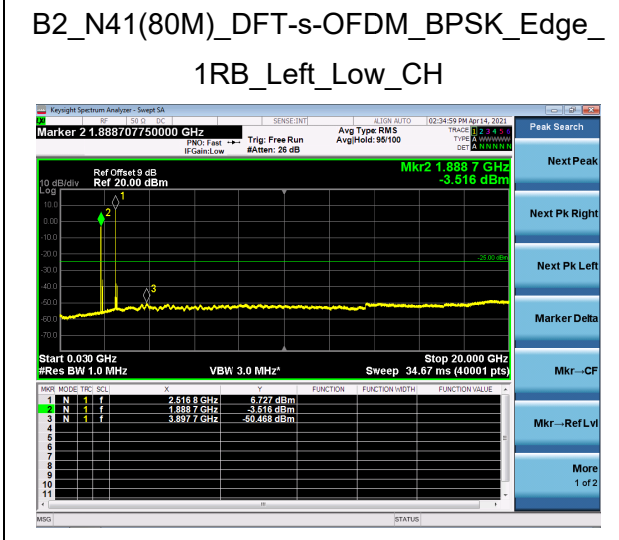 B2_N41(80M)_DFT-s-OFDM_BPSK_Edge_
1RB_Left_Low_CH
Keysight Spectrum Analyzer - Swept SA
RF 50 Ω DC SENSE:INT ALIGN AUTO 02:34:59 PM Apr 14, 2021
Marker 2 1.888707750000 GHz
PNO: Fast
IFGain:Low
Trig: Free Run
#Atten: 26 dB
Avg Type: RMS
Avg|Hold: 95/100
TRACE 1 2 3 4 5 6
TYPE A WWWWW
DET A NNNNN
Peak Search
Next Peak
Next Pk Right
Next Pk Left
Marker Delta
Mkr→CF
Mkr→RefLvl
More
1 of 2
Ref Offset 9 dB
10 dB/div Ref 20.00 dBm
Log
Mkr2 1.888 7 GHz
-3.516 dBm
10.0
0.00
-10.0
-20.0
-30.0
-40.0
-50.0
-60.0
-70.0
1
2
3
-25.00 dBm
Start 0.030 GHz Stop 20.000 GHz
#Res BW 1.0 MHz VBW 3.0 MHz* Sweep 34.67 ms (40001 pts)
MKR MODE TRC SCL X Y FUNCTION FUNCTION WIDTH FUNCTION VALUE
1 N 1 f 2.516 8 GHz 6.727 dBm
2 N 1 f 1.888 7 GHz -3.516 dBm
3 N 1 f 3.897 7 GHz -50.468 dBm
4
5
6
7
8
9
10
11
MSG STATUS